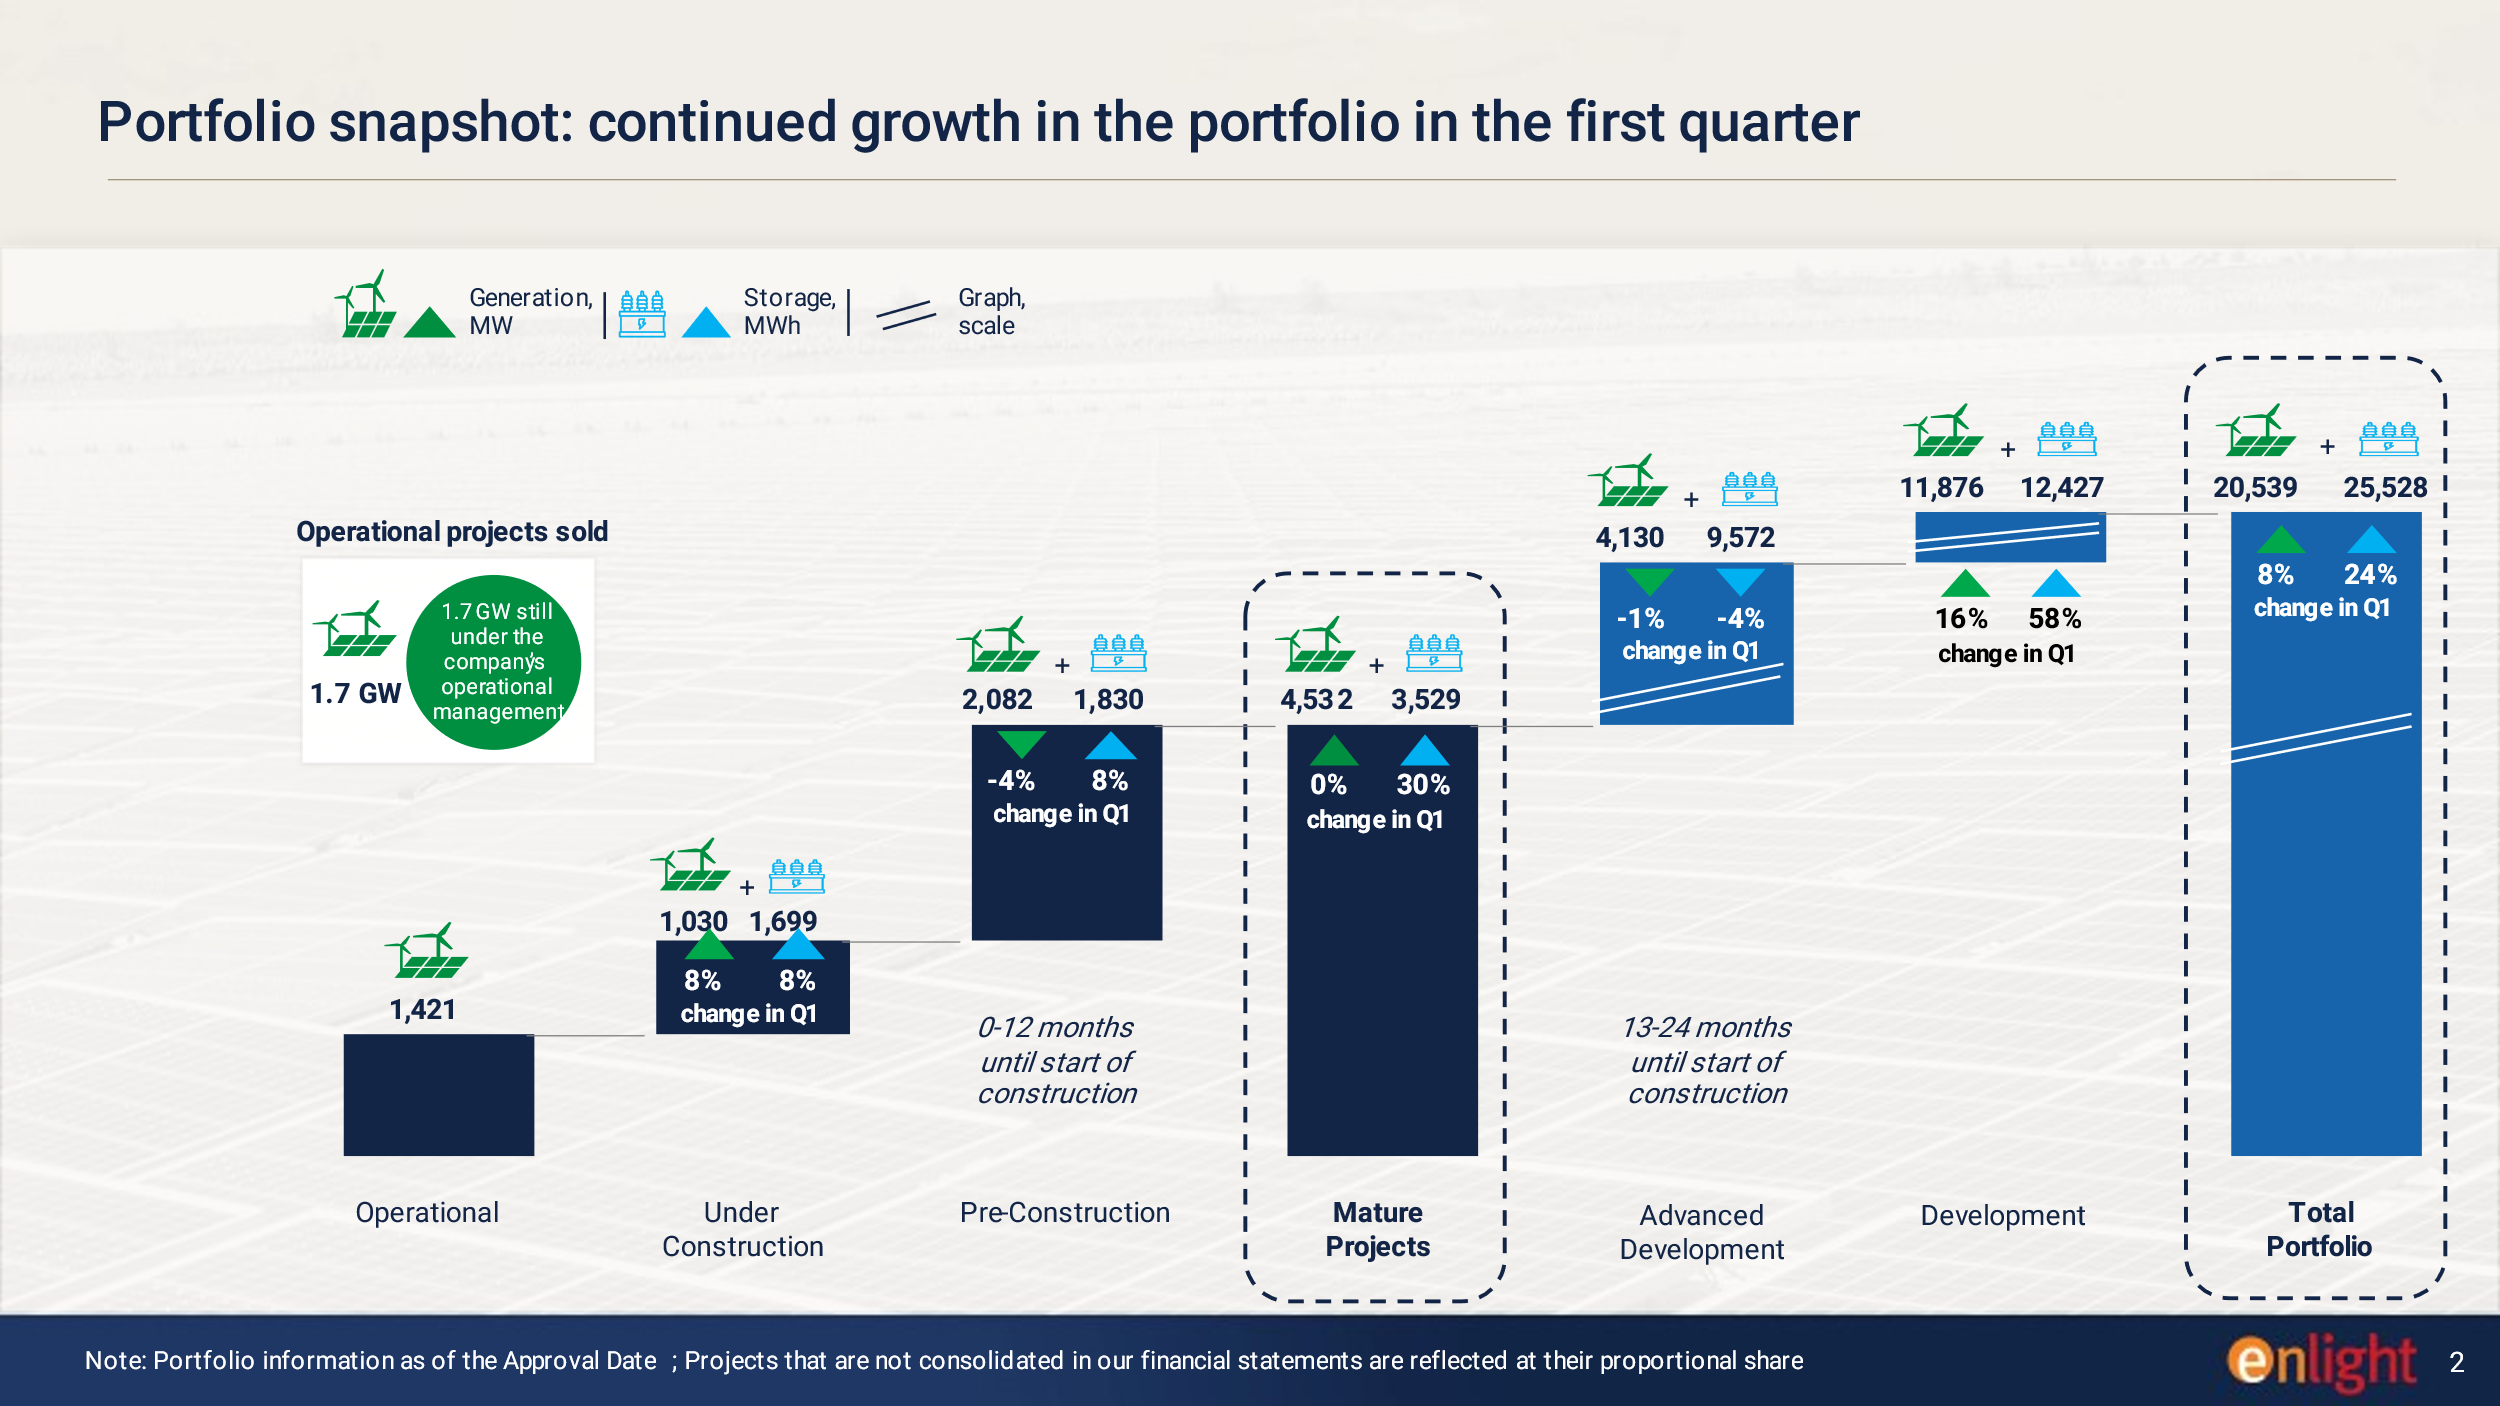 Portfolio snapshot: continued growth in the portfolio in the first quarter
Generation,
MW
Storage,
MWh
Graph,
scale
Operational projects sold
1.7 GW
1.7 GW still
under the
company's
operational
management
1,421
Operational
+
1,030 1,699
8% 8%
change in Q1
Under
Construction
+
2,082 1,830
-4% 8%
change in Q1
0-12 months
until start of
construction
Pre-Construction
+
4,532 3,529
0% 30%
change in Q1
Mature
Projects
+
4,130 9,572
-1% -4%
change in Q1
13-24 months
until start of
construction
Advanced
Development
+
11,876 12,427
16% 58%
change in Q1
Development
+
20,539 25,528
8% 24%
change in Q1
Total
Portfolio
Note: Portfolio information as of the Approval Date ; Projects that are not consolidated in our financial statements are reflected at their proportional share
enlight
2